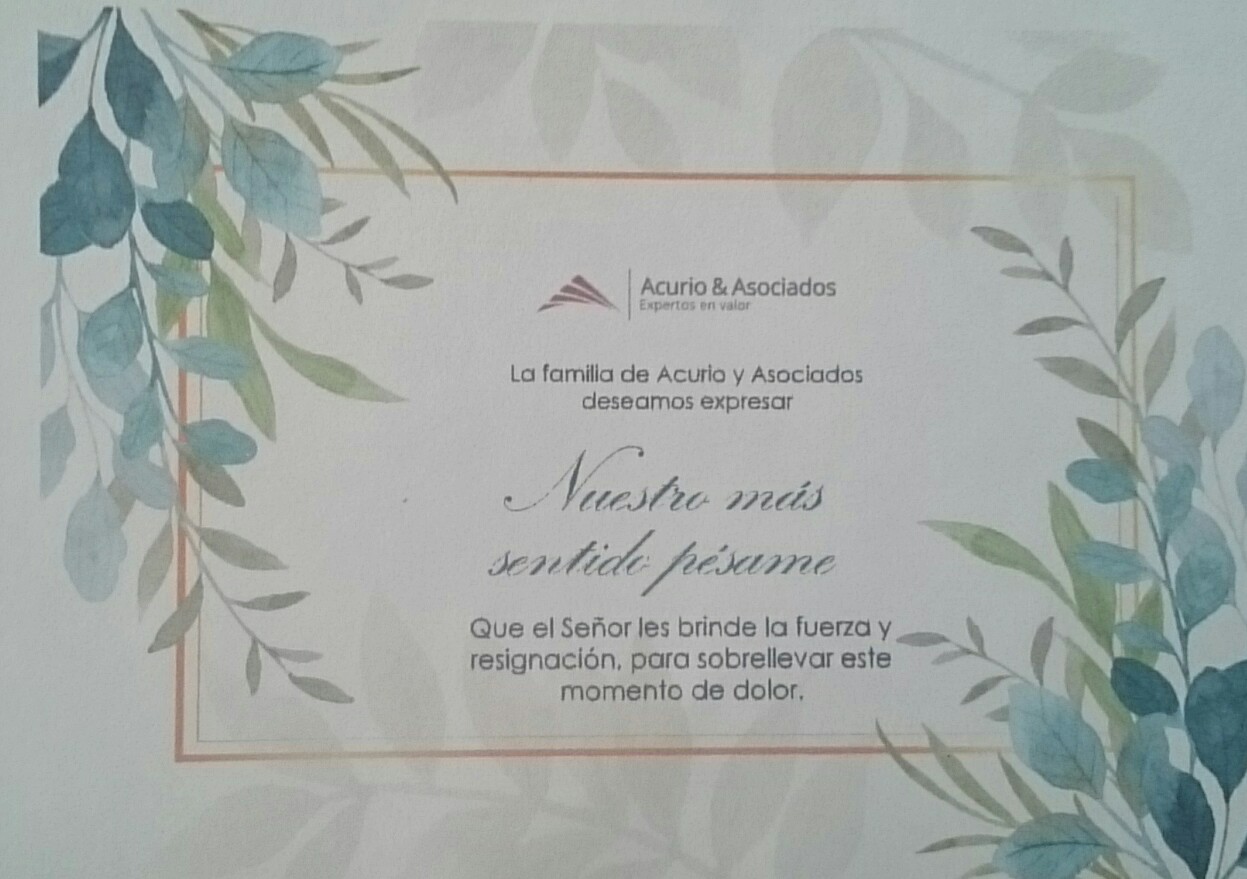 Acurio & Asociados
Expertos en valor
La familia de Acurio y Asociados
deseamos expresar
Nuestro más
sentido pésame
Que el Señor les brinde la fuerza y
resignación, para sobrellevar este
momento de dolor.